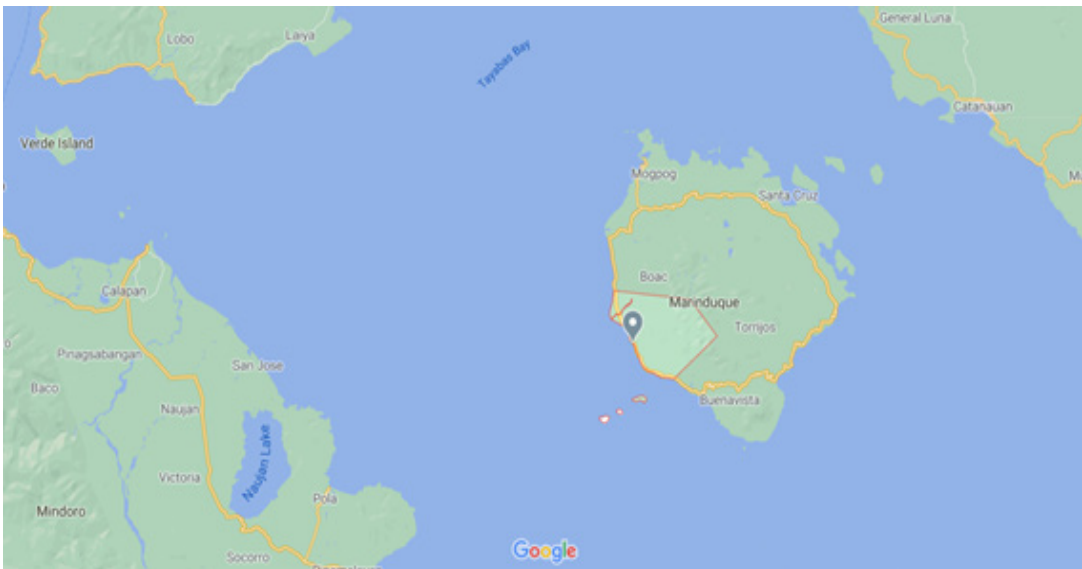 General Luna
Lobo
Laiya
Tayabas Bay
Catanauan
Verde Island
Mogpog
Santa Cruz
Boac
Calapan
Marinduque
Torrijos
Pinagsabangan
San Jose
Baco
Buenavista
Naujan
Naujan Lake
Victoria
Pola
Mindoro
Google
Socorro